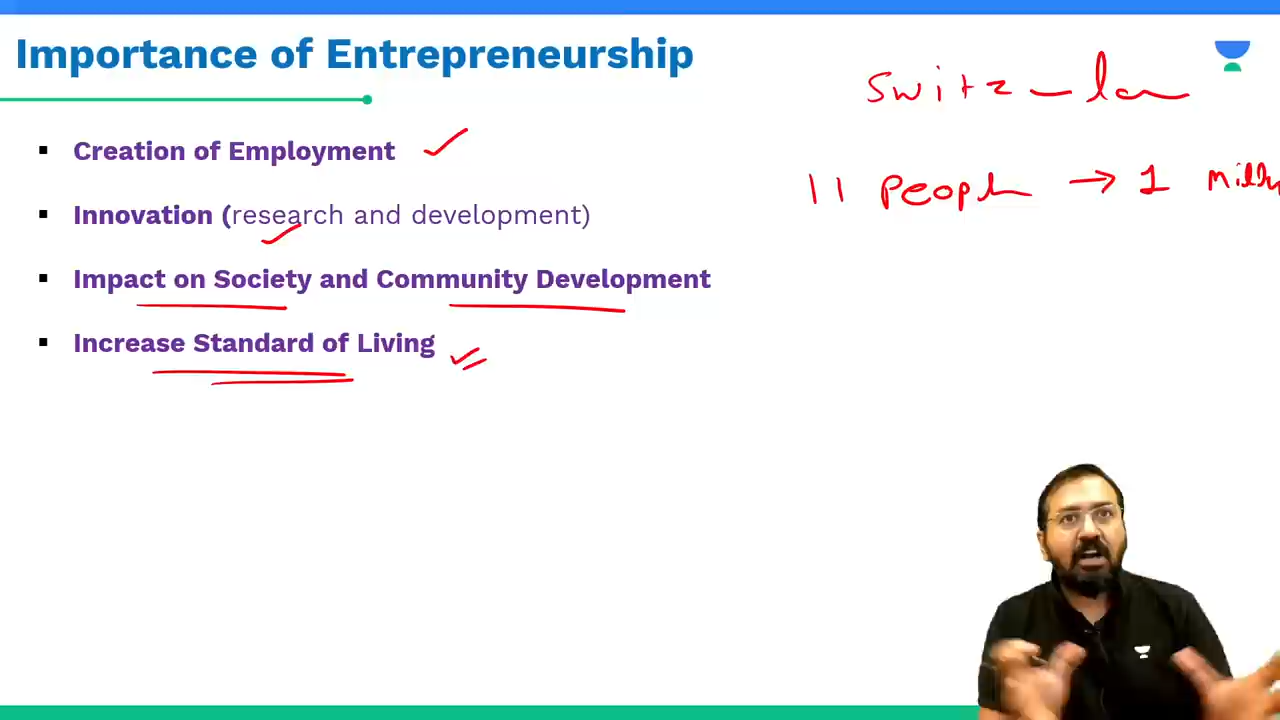 Importance of Entrepreneurship
▪ Creation of Employment
▪ Innovation (research and development)
▪ Impact on Society and Community Development
▪ Increase Standard of Living
11 People → 1